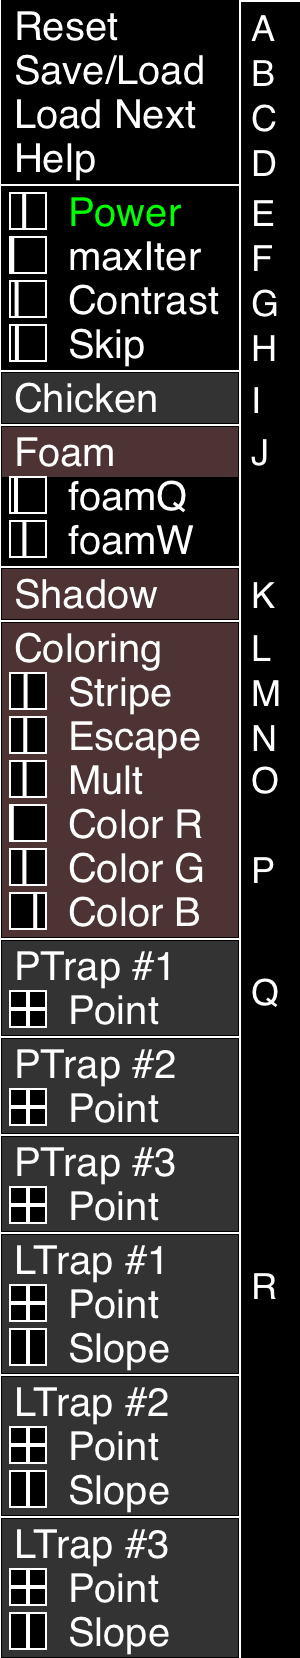 Reset A
Save/Load B
Load Next C
Help D
Power E
maxIter F
Contrast G
Skip H
Chicken I
Foam J
foamQ
foamW
Shadow K
Coloring L
Stripe M
Escape N
Mult O
Color R
Color G P
Color B
PTrap #1
Q
Point
PTrap #2
Point
PTrap #3
Point
LTrap #1
R
Point
Slope
LTrap #2
Point
Slope
LTrap #3
Point
Slope